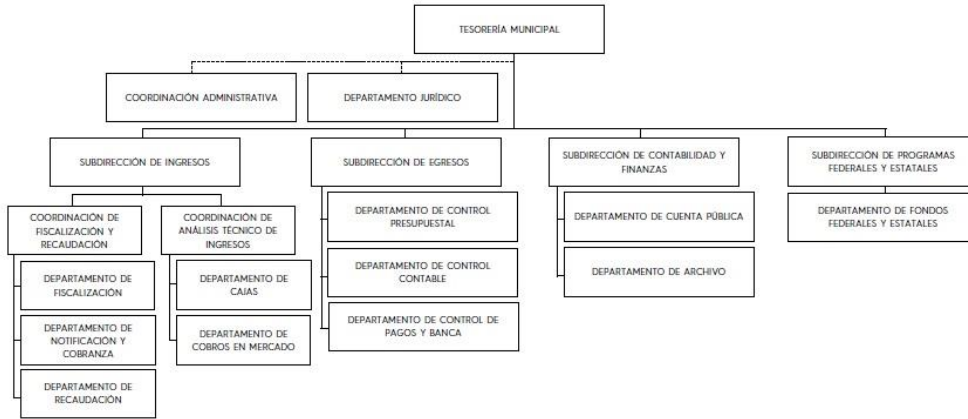 TESORERÍA MUNICIPAL
COORDINACIÓN ADMINISTRATIVA
DEPARTAMENTO JURÍDICO
SUBDIRECCIÓN DE INGRESOS
SUBDIRECCIÓN DE EGRESOS
SUBDIRECCIÓN DE CONTABILIDAD Y
FINANZAS
SUBDIRECCIÓN DE PROGRAMAS
FEDERALES Y ESTATALES
COORDINACIÓN DE
FISCALIZACIÓN Y
RECAUDACIÓN
COORDINACIÓN DE
ANÁLISIS TÉCNICO DE
INGRESOS
DEPARTAMENTO DE CONTROL
PRESUPUESTAL
DEPARTAMENTO DE CUENTA PÚBLICA
DEPARTAMENTO DE FONDOS
FEDERALES Y ESTATALES
DEPARTAMENTO DE
FISCALIZACIÓN
DEPARTAMENTO DE
CAJAS
DEPARTAMENTO DE CONTROL
CONTABLE
DEPARTAMENTO DE ARCHIVO
DEPARTAMENTO DE
NOTIFICACIÓN Y
COBRANZA
DEPARTAMENTO DE
COBROS EN MERCADO
DEPARTAMENTO DE CONTROL DE
PAGOS Y BANCA
DEPARTAMENTO DE
RECAUDACIÓN